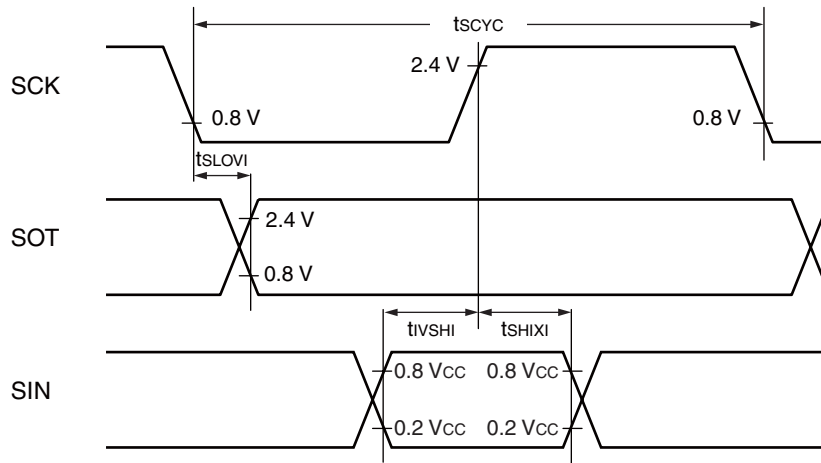 tSCYC
SCK
2.4 V
0.8 V
0.8 V
tSLOVI
SOT
2.4 V
0.8 V
tIVSHI
tSHIXI
SIN
0.8 VCC
0.8 VCC
0.2 VCC
0.2 VCC